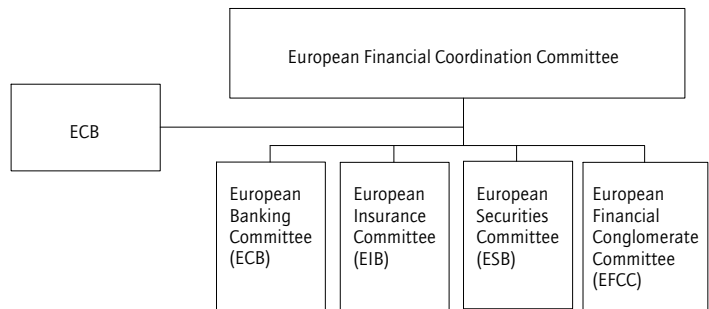 European Financial Coordination Committee
ECB
European
Banking
Committee
(ECB)
European
Insurance
Committee
(EIB)
European
Securities
Committee
(ESB)
European
Financial
Conglomerate
Committee
(EFCC)